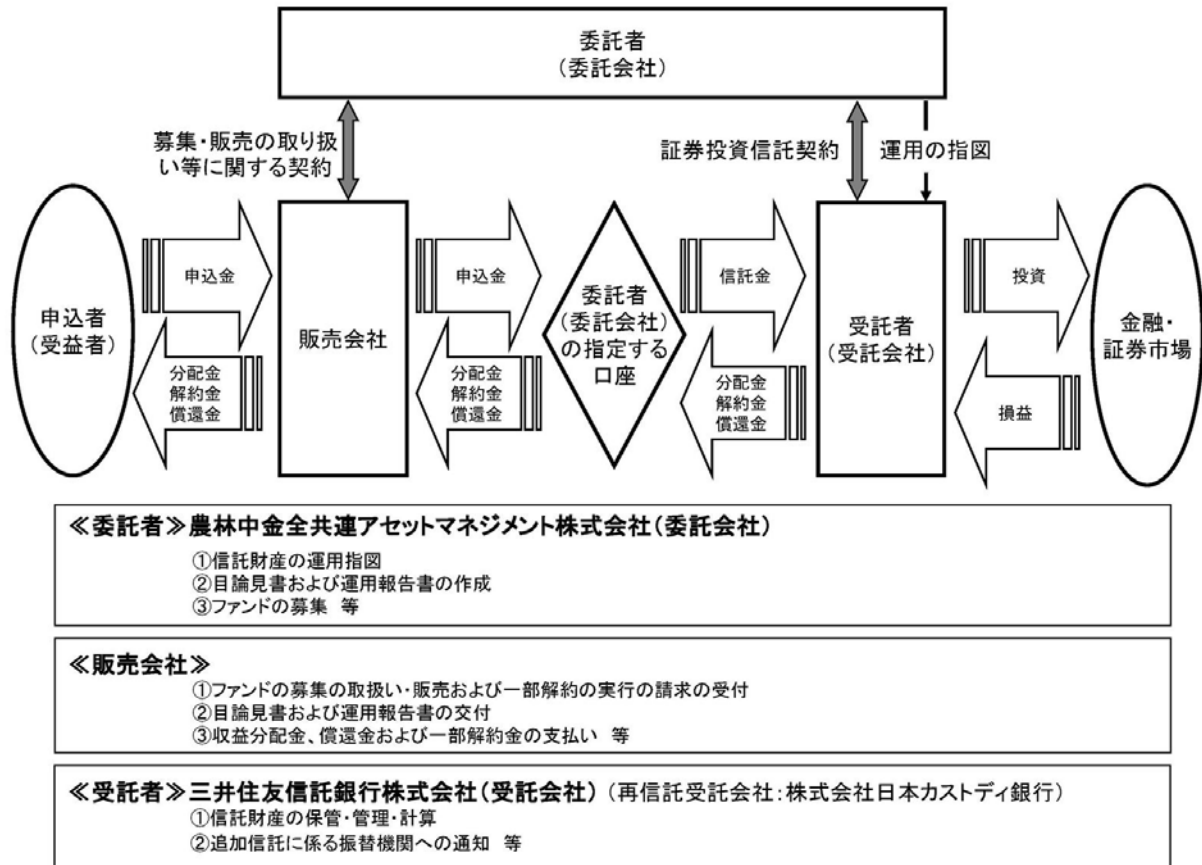 委託者
(委託会社)
募集・販売の取り扱
い等に関する契約
証券投資信託契約
運用の指図
申込金
申込金
信託金
投資
申込者
(受益者)
販売会社
委託者
(委託会社)
の指定する
口座
受託者
(受託会社)
金融・
証券市場
分配金
解約金
償還金
分配金
解約金
償還金
分配金
解約金
償還金
損益
≪委託者≫農林中金全共連アセットマネジメント株式会社(委託会社)
①信託財産の運用指図
②目論見書および運用報告書の作成
③ファンドの募集 等
≪販売会社≫
①ファンドの募集の取扱い・販売および一部解約の実行の請求の受付
②目論見書および運用報告書の交付
③収益分配金、償還金および一部解約金の支払い 等
≪受託者≫三井住友信託銀行株式会社(受託会社)(再信託受託会社:株式会社日本カストディ銀行)
①信託財産の保管・管理・計算
②追加信託に係る振替機関への通知 等